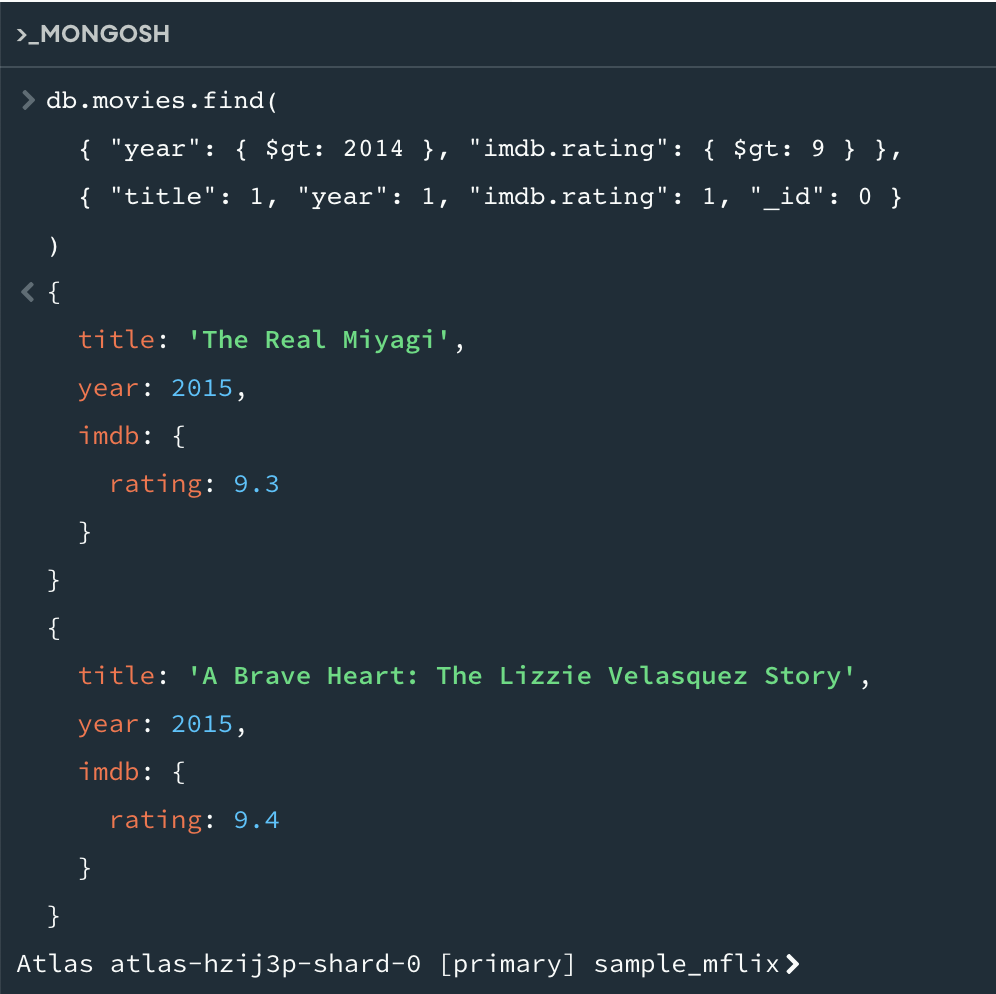 >_MONGOSH
> db.movies.find(
{ "year": { $gt: 2014 }, "imdb.rating": { $gt: 9 } },
{ "title": 1, "year": 1, "imdb.rating": 1, "_id": 0 }
)
< {
title: 'The Real Miyagi',
year: 2015,
imdb: {
rating: 9.3
}
}
{
title: 'A Brave Heart: The Lizzie Velasquez Story',
year: 2015,
imdb: {
rating: 9.4
}
}
Atlas atlas-hzij3p-shard-0 [primary] sample_mflix>